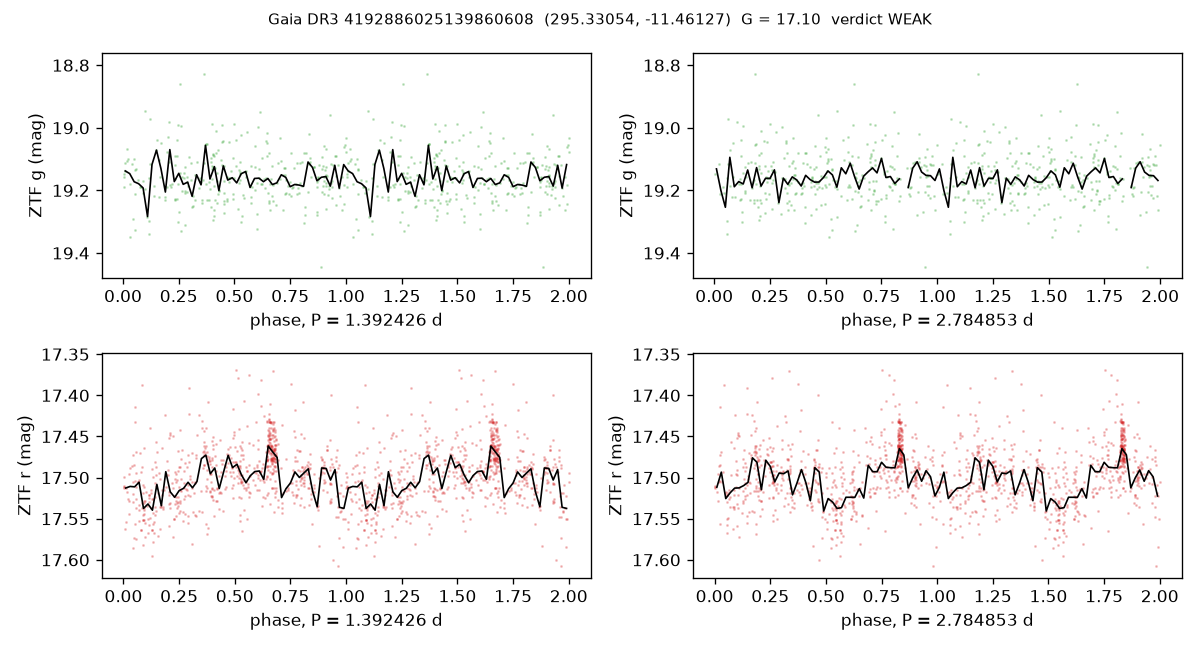 Gaia DR3 4192886025139860608 (295.33054, -11.46127) G = 17.10 verdict WEAK
ZTF g (mag)
18.8
19.0
19.2
19.4
0.00 0.25 0.50 0.75 1.00 1.25 1.50 1.75 2.00
phase, P = 1.392426 d
ZTF g (mag)
18.8
19.0
19.2
19.4
0.00 0.25 0.50 0.75 1.00 1.25 1.50 1.75 2.00
phase, P = 2.784853 d
ZTF r (mag)
17.35
17.40
17.45
17.50
17.55
17.60
0.00 0.25 0.50 0.75 1.00 1.25 1.50 1.75 2.00
phase, P = 1.392426 d
ZTF r (mag)
17.35
17.40
17.45
17.50
17.55
17.60
0.00 0.25 0.50 0.75 1.00 1.25 1.50 1.75 2.00
phase, P = 2.784853 d